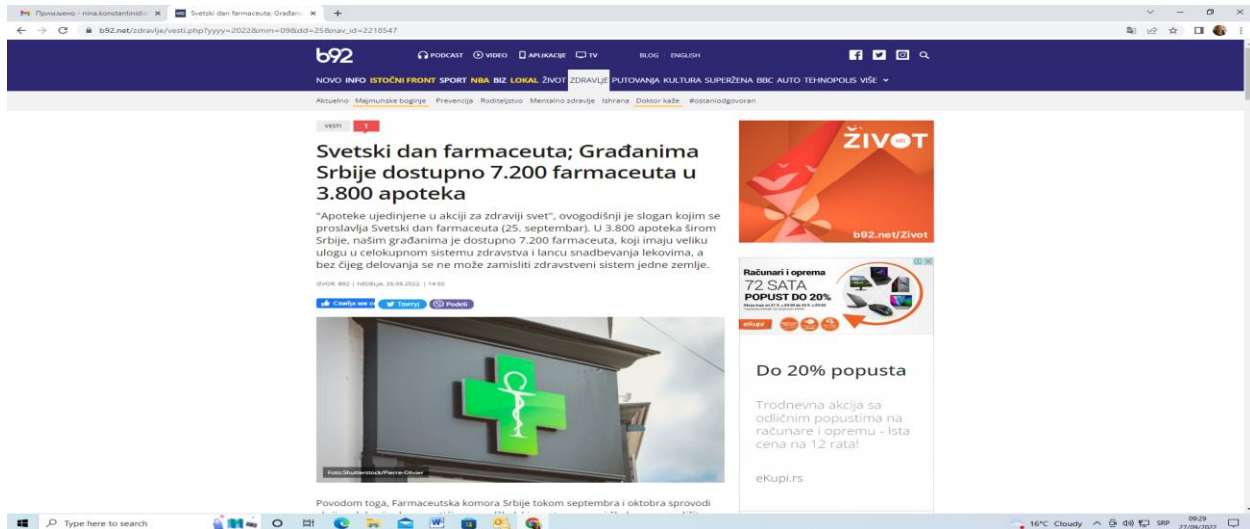 Svetski dan farmaceuta; Građani
b92.net/zdravlje/vesti.php?yyyy=2022&mm=09&dd=25&nav_id=2218547
b92
PODCAST VIDEO APLIKACIJE TV BLOG ENGLISH
NOVO INFO ISTOČNI FRONT SPORT NBA BIZ LOKAL ŽIVOT ZDRAVLJE PUTOVANJA KULTURA SUPERŽENA BBC AUTO TEHNOPOLIS VIŠE
Aktuelno Majmunske boginje Prevencija Roditeljstvo Mentalno zdravlje Ishrana Doktor kaže #ostaniodgovoran
VESTI 1
Svetski dan farmaceuta; Građanima
Srbije dostupno 7.200 farmaceuta u
3.800 apoteka
"Apoteke ujedinjene u akciji za zdraviji svet", ovogodišnji je slogan kojim se
proslavlja Svetski dan farmaceuta (25. septembar). U 3.800 apoteka širom
Srbije, našim građanima je dostupno 7.200 farmaceuta, koji imaju veliku
ulogu u celokupnom sistemu zdravstva i lancu snadbevanja lekovima, a
bez čijeg delovanja se ne može zamisliti zdravstveni sistem jedne zemlje.
IZVOR: B92 | NEDELJA, 25.09.2022. | 14:50
Podeli
Foto Shutterstock/Pierre-Olivier
Povodom toga, Farmaceutska komora Srbije tokom septembra i oktobra sprovodi
ŽIVOT
b92.net/Zivot
Računari i oprema
72 SATA
POPUST DO 20%
ekupi
Do 20% popusta
Trodnevna akcija sa
odličnim popustima na
računare i opremu - Ista
cena na 12 rata!
eKupi.rs
Type here to search
16°C Cloudy
SRP
09:29
27/09/2022